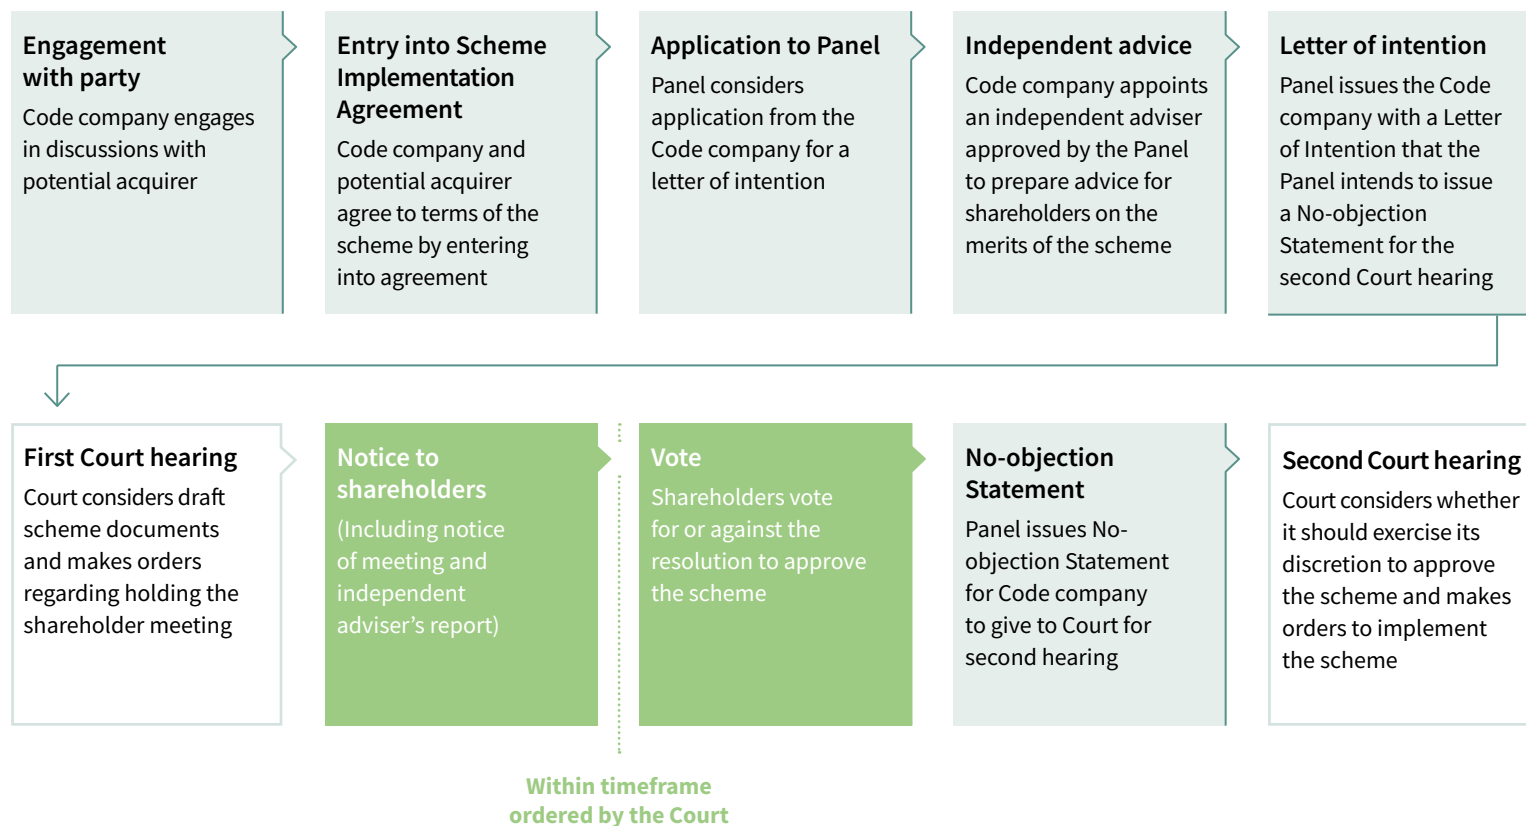 Engagement
with party
Code company engages
in discussions with
potential acquirer
Entry into Scheme
Implementation
Agreement
Code company and
potential acquirer
agree to terms of the
scheme by entering
into agreement
Application to Panel
Panel considers
application from the
Code company for a
letter of intention
Independent advice
Code company appoints
an independent adviser
approved by the Panel
to prepare advice for
shareholders on the
merits of the scheme
Letter of intention
Panel issues the Code
company with a Letter
of Intention that the
Panel intends to issue
a No-objection
Statement for the
second Court hearing
First Court hearing
Court considers draft
scheme documents
and makes orders
regarding holding the
shareholder meeting
Notice to
shareholders
(Including notice
of meeting and
independent
adviser’s report)
Vote
Shareholders vote
for or against the
resolution to approve
the scheme
No-objection
Statement
Panel issues No-
objection Statement
for Code company
to give to Court for
second hearing
Second Court hearing
Court considers whether
it should exercise its
discretion to approve
the scheme and makes
orders to implement
the scheme
Within timeframe
ordered by the Court